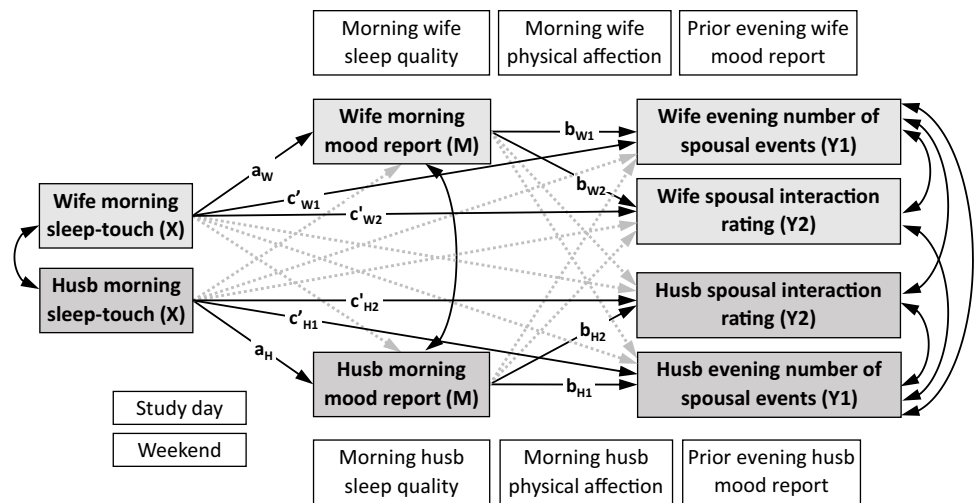 Morning wife
sleep quality
Morning wife
physical affection
Prior evening wife
mood report
Wife morning
mood report (M)
Wife evening number of
spousal events (Y1)
b_W1
a_W
b_W2
c'_W1
c'_W2
Wife morning
sleep-touch (X)
Wife spousal interaction
rating (Y2)
Husb morning
sleep-touch (X)
Husb spousal interaction
rating (Y2)
c'_H2
c'_H1
b_H2
a_H
b_H1
Husb morning
mood report (M)
Husb evening number of
spousal events (Y1)
Study day
Weekend
Morning husb
sleep quality
Morning husb
physical affection
Prior evening husb
mood report